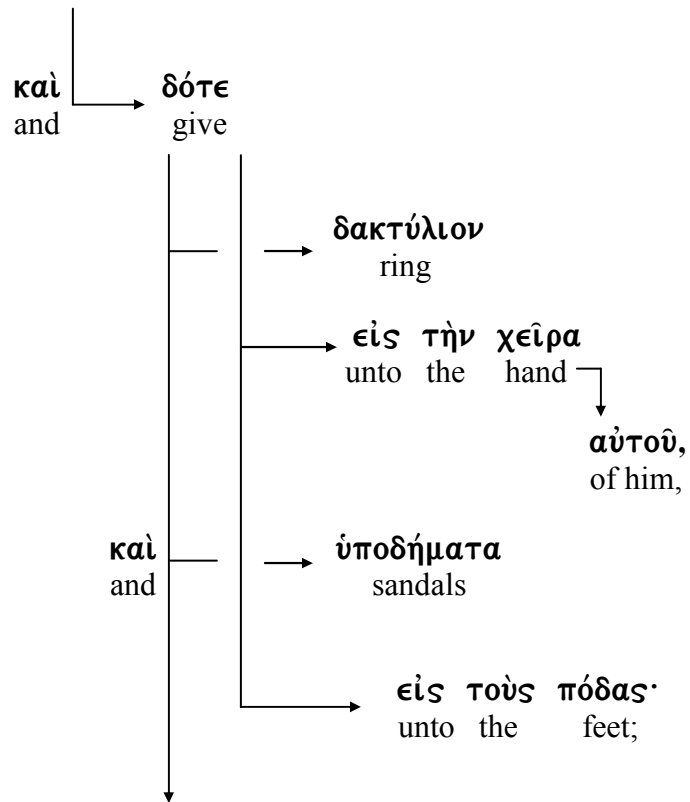 καὶ δότε
and give
δακτύλιον
ring
εἰς τὴν χεῖρα
unto the hand
αὐτοῦ,
of him,
καὶ ὑποδήματα
and sandals
εἰς τοὺς πόδας·
unto the feet;